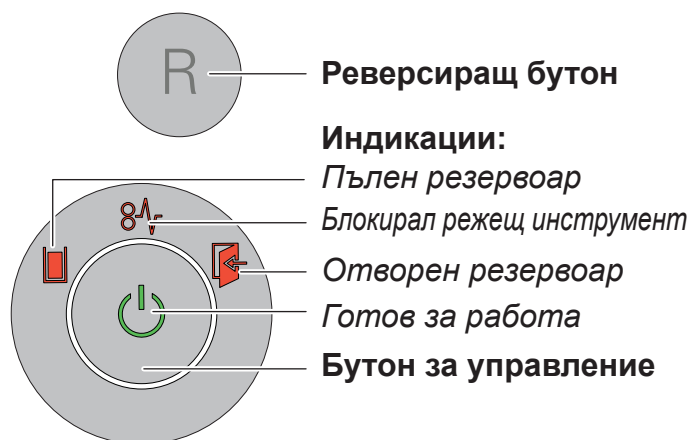 R
Реверсиращ бутон
Индикации:
Пълен резервоар
Блокирал режещ инструмент
Отворен резервоар
Готов за работа
Бутон за управление